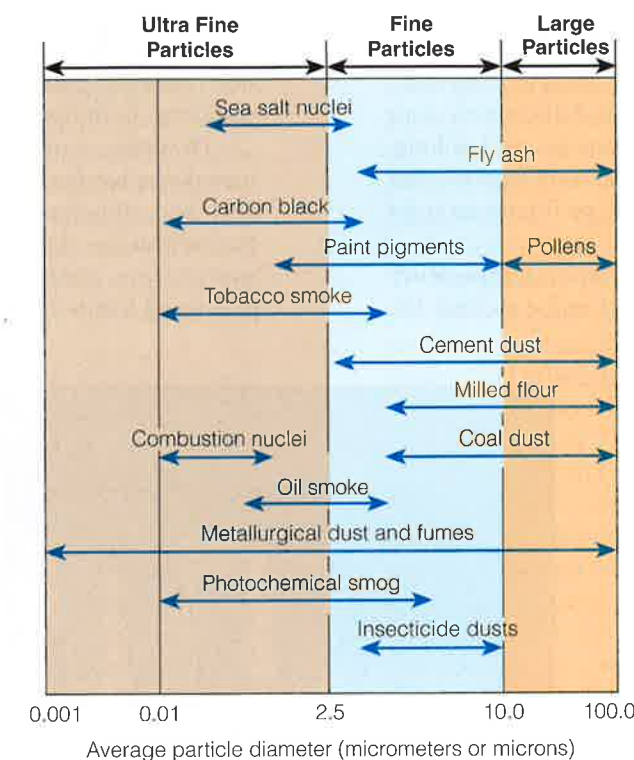 Ultra Fine
Particles
Fine
Particles
Large
Particles
Sea salt nuclei
Fly ash
Carbon black
Paint pigments
Pollens
Tobacco smoke
Cement dust
Milled flour
Combustion nuclei
Coal dust
Oil smoke
Metallurgical dust and fumes
Photochemical smog
Insecticide dusts
0.001 0.01 2.5 10.0 100.0
Average particle diameter (micrometers or microns)